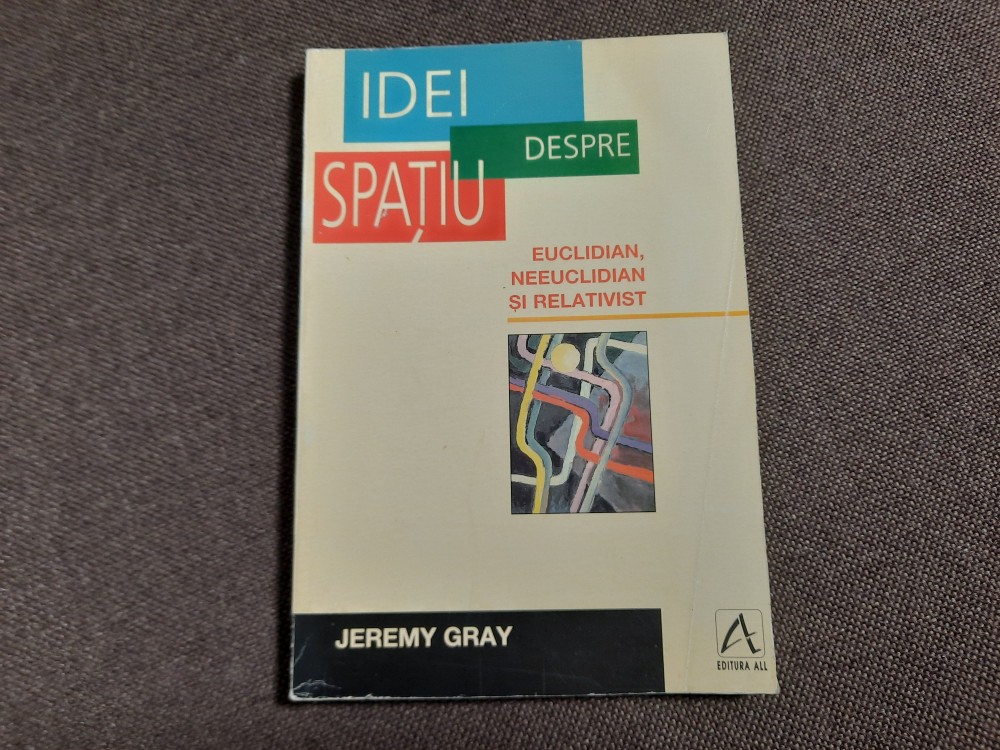 IDEI
DESPRE
SPAȚIU
EUCLIDIAN,
NEEUCLIDIAN
ȘI RELATIVIST
JEREMY GRAY
EDITURA ALL